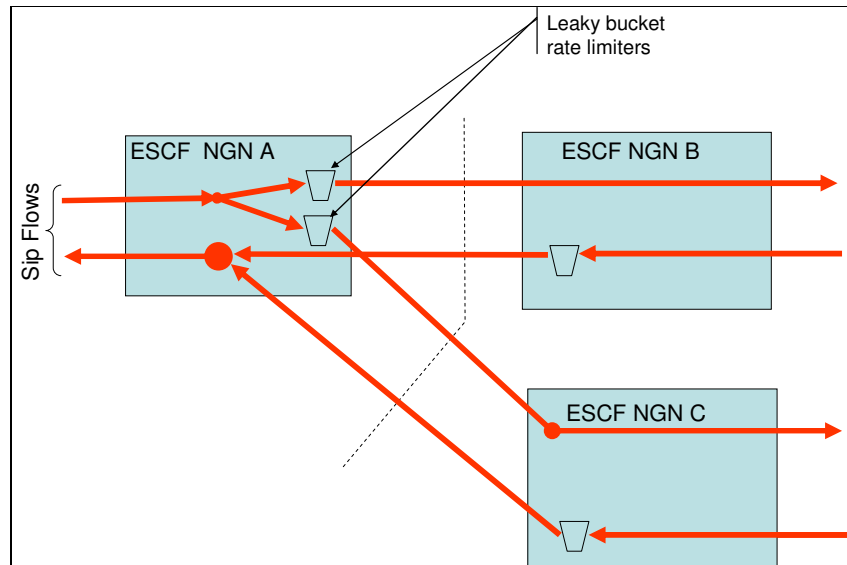 Leaky bucket
rate limiters
ESCF NGN A
ESCF NGN B
Sip Flows
ESCF NGN C